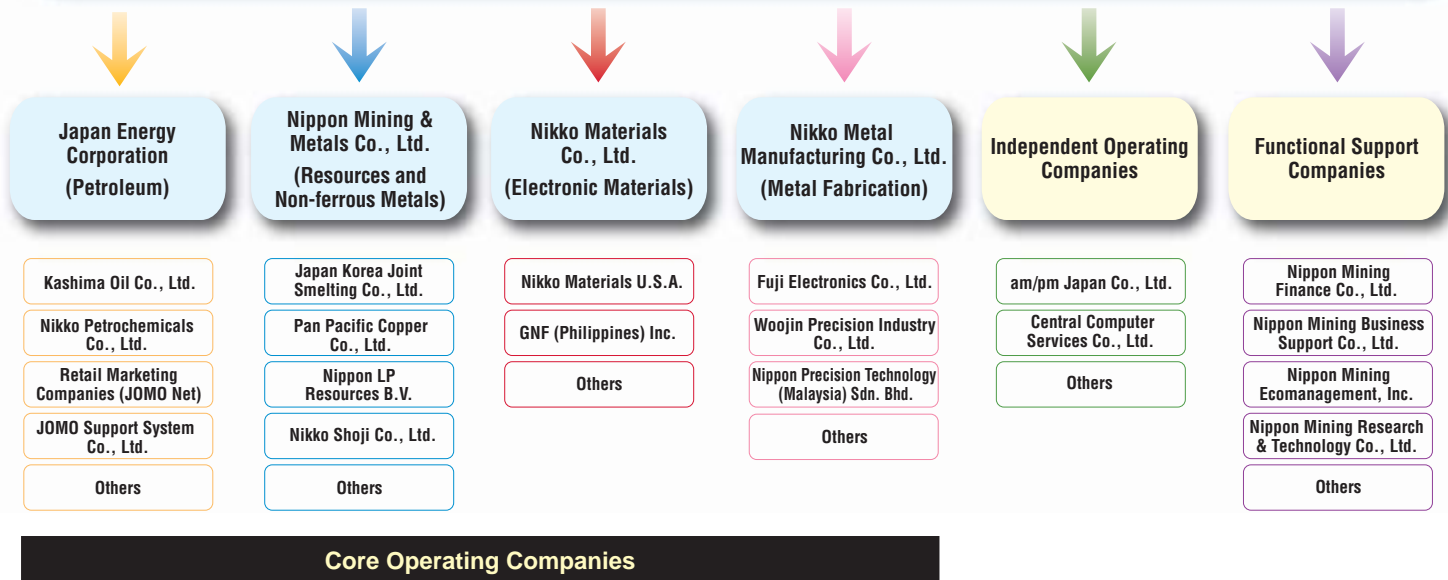 Japan Energy
Corporation
(Petroleum)
Nippon Mining &
Metals Co., Ltd.
(Resources and
Non-ferrous Metals)
Nikko Materials
Co., Ltd.
(Electronic Materials)
Nikko Metal
Manufacturing Co., Ltd.
(Metal Fabrication)
Independent Operating
Companies
Functional Support
Companies
Kashima Oil Co., Ltd.
Nikko Petrochemicals
Co., Ltd.
Retail Marketing
Companies (JOMO Net)
JOMO Support System
Co., Ltd.
Others
Japan Korea Joint
Smelting Co., Ltd.
Pan Pacific Copper
Co., Ltd.
Nippon LP
Resources B.V.
Nikko Shoji Co., Ltd.
Others
Nikko Materials U.S.A.
GNF (Philippines) Inc.
Others
Fuji Electronics Co., Ltd.
Woojin Precision Industry
Co., Ltd.
Nippon Precision Technology
(Malaysia) Sdn. Bhd.
Others
am/pm Japan Co., Ltd.
Central Computer
Services Co., Ltd.
Others
Nippon Mining
Finance Co., Ltd.
Nippon Mining Business
Support Co., Ltd.
Nippon Mining
Ecomanagement, Inc.
Nippon Mining Research
& Technology Co., Ltd.
Others
Core Operating Companies